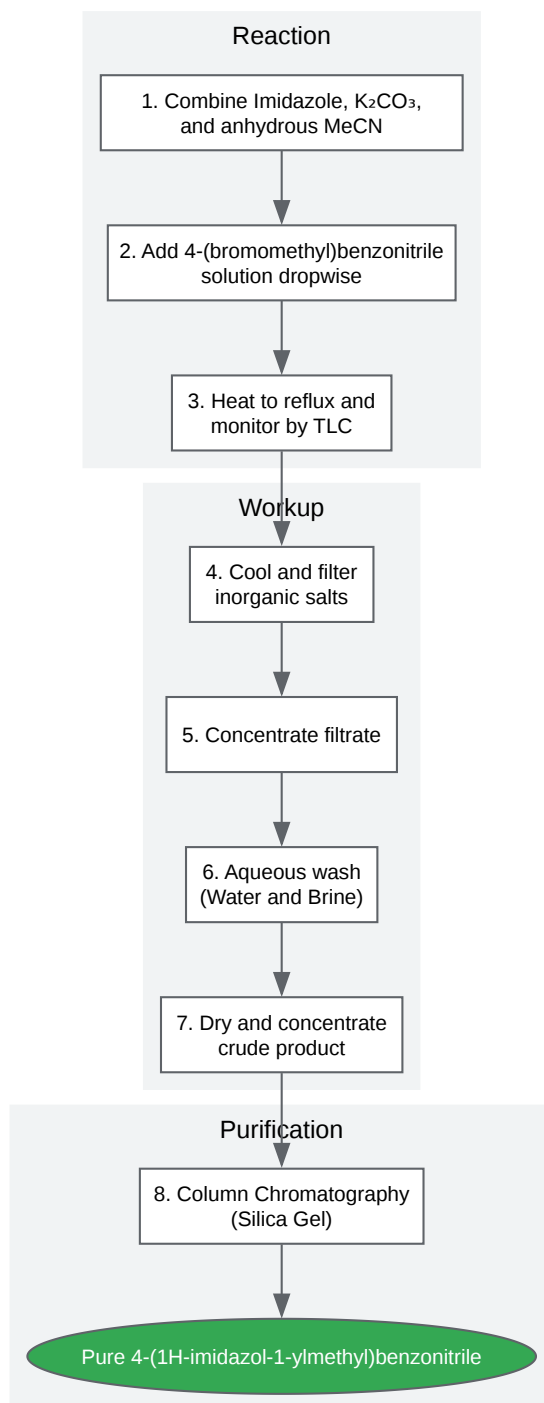 Reaction
1. Combine Imidazole, K₂CO₃,
and anhydrous MeCN
2. Add 4-(bromomethyl)benzonitrile
solution dropwise
3. Heat to reflux and
monitor by TLC
Workup
4. Cool and filter
inorganic salts
5. Concentrate filtrate
6. Aqueous wash
(Water and Brine)
7. Dry and concentrate
crude product
Purification
8. Column Chromatography
(Silica Gel)
Pure 4-(1H-imidazol-1-ylmethyl)benzonitrile